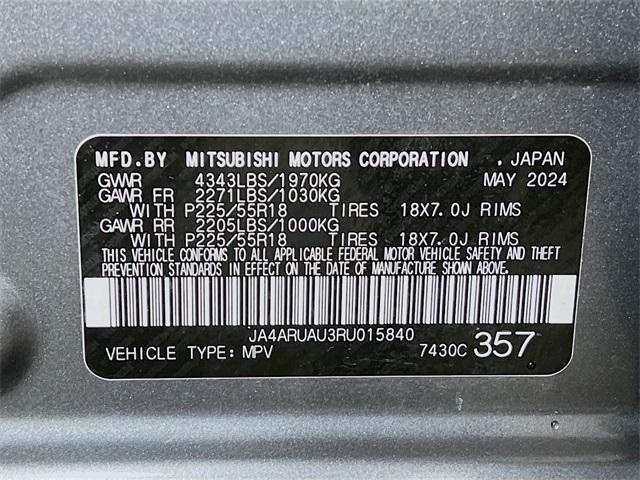 MFD.BY MITSUBISHI MOTORS CORPORATION . JAPAN
GVWR 4343LBS/1970KG MAY 2024
GAWR FR 2271LBS/1030KG
WITH P225/55R18 TIRES 18X7.0J RIMS
GAWR RR 2205LBS/1000KG
WITH P225/55R18 TIRES 18X7.0J RIMS
THIS VEHICLE CONFORMS TO ALL APPLICABLE FEDERAL MOTOR VEHICLE SAFETY AND THEFT
PREVENTION STANDARDS IN EFFECT ON THE DATE OF MANUFACTURE SHOWN ABOVE.
JA4ARUAU3RU015840
VEHICLE TYPE: MPV 7430C 357